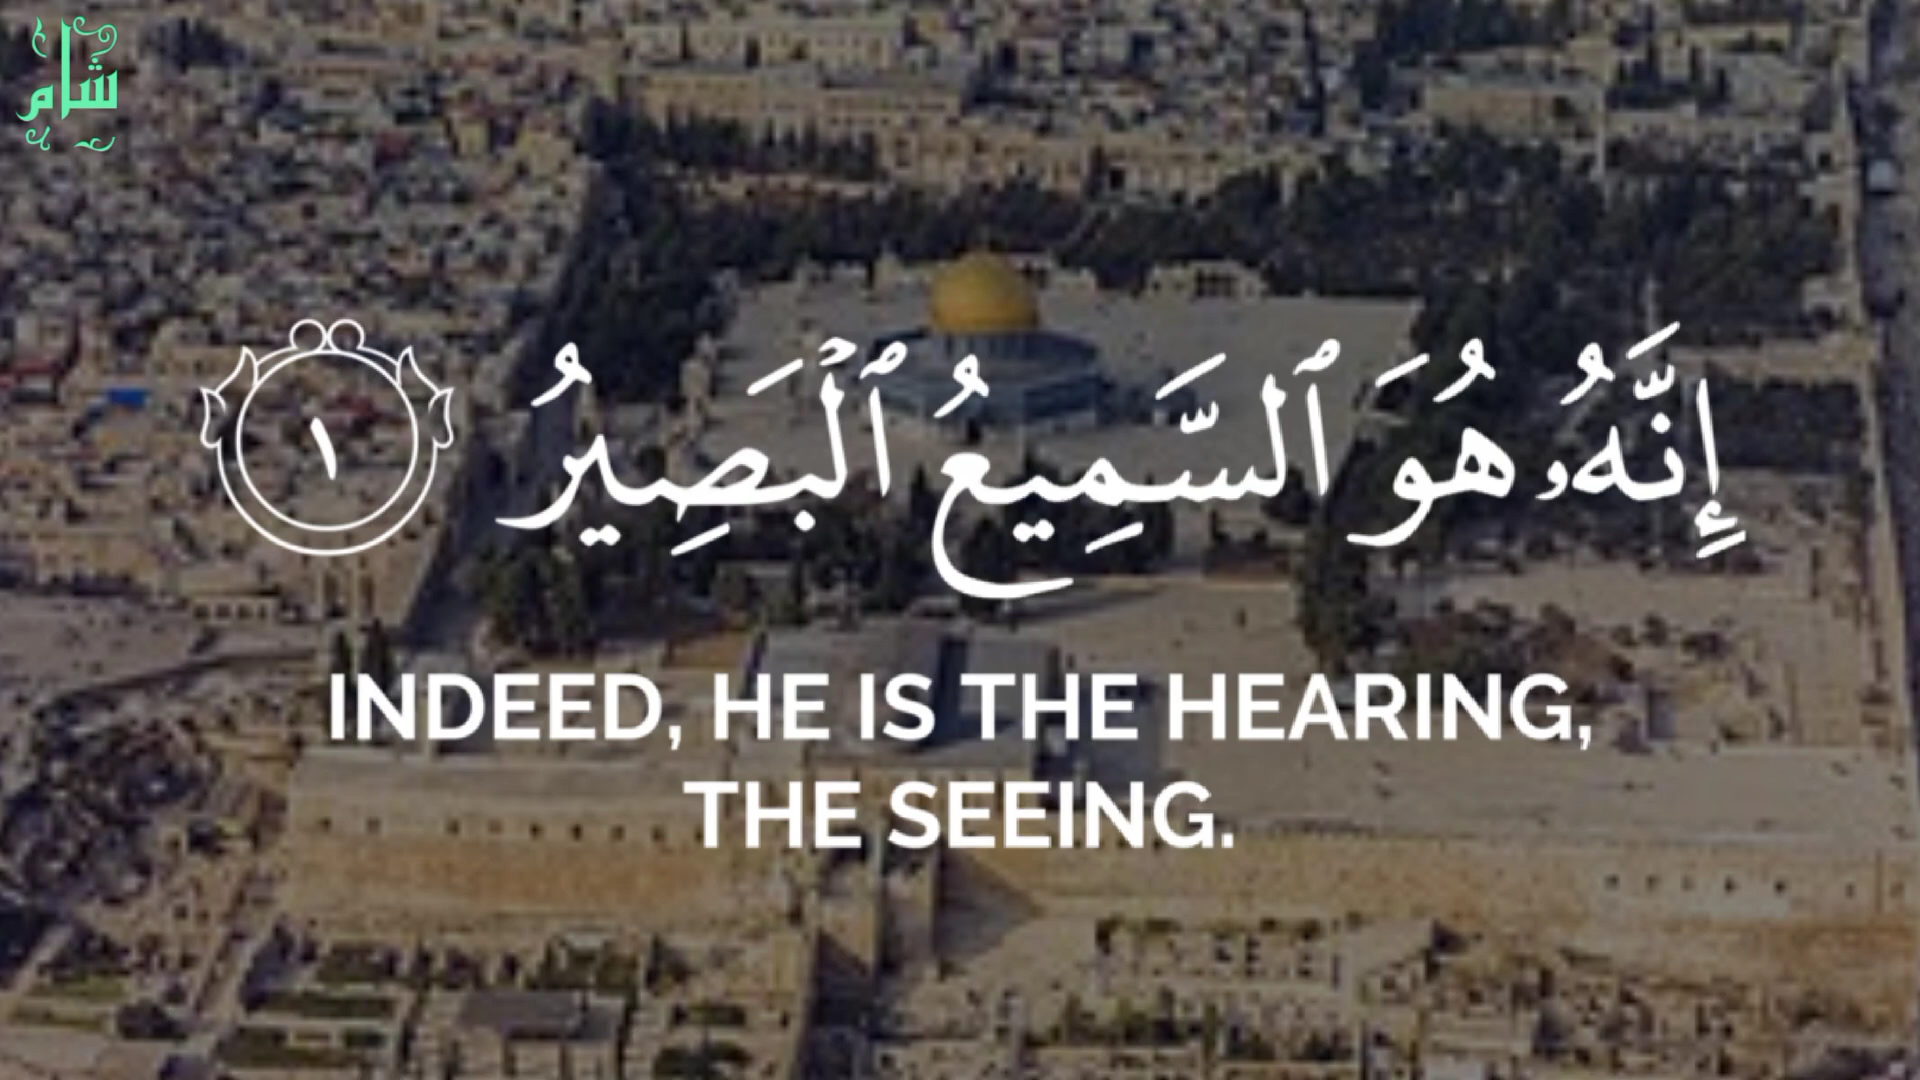 شام
إِنَّهُۥ هُوَ ٱلسَّمِيعُ ٱلْبَصِيرُ ١
INDEED, HE IS THE HEARING,
THE SEEING.